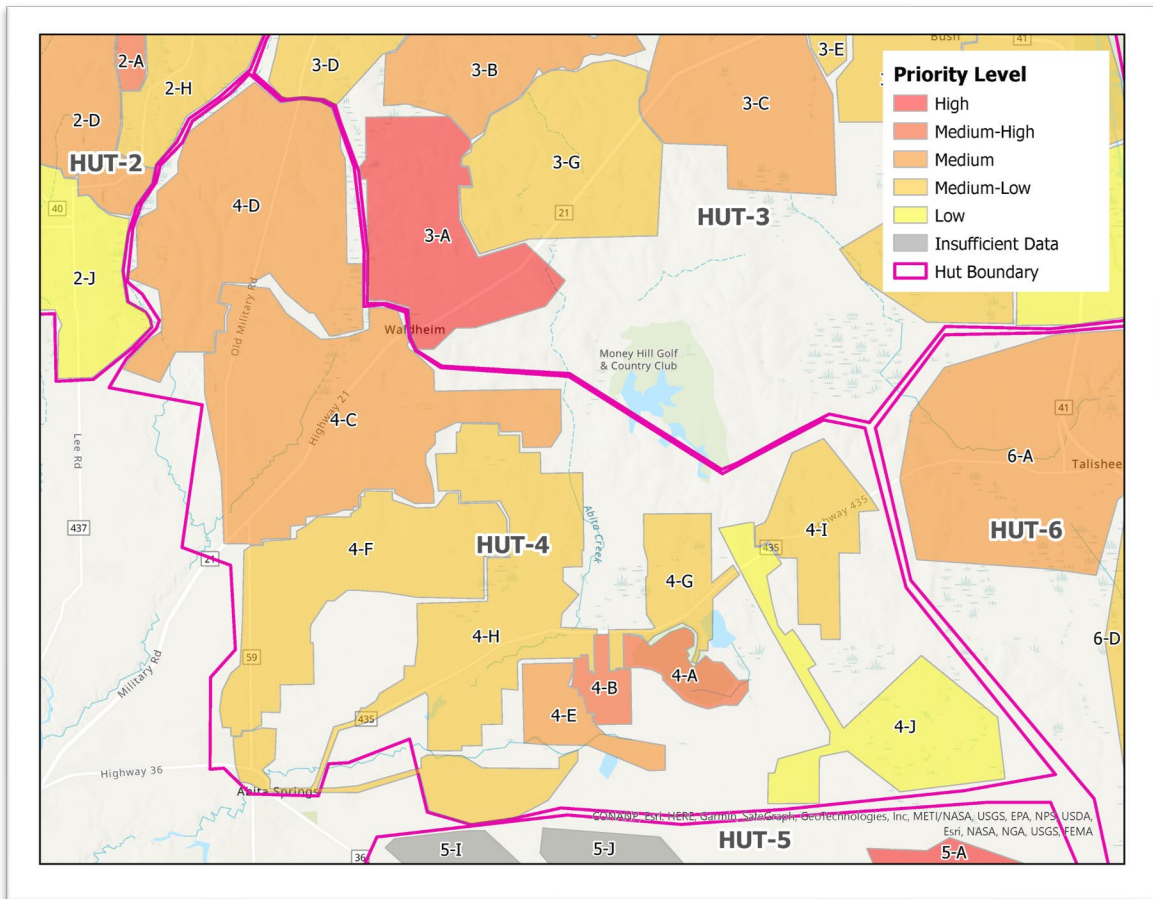 2-A
2-H
3-D
3-B
3-E
Bush
41
2-D
3-C
HUT-2
3-G
40
4-D
21
HUT-3
3-A
2-J
Old Military Rd
Waldheim
Money Hill Golf
& Country Club
Priority Level
High
Medium-High
Medium
Medium-Low
Low
Insufficient Data
Hut Boundary
Highway 21
4-C
41
6-A
Talishee
Lee Rd
437
21
4-F
HUT-4
Abita Creek
435
4-I
hway 435
HUT-6
4-G
4-H
59
Military Rd
4-B
4-A
4-E
435
4-J
6-D
Highway 36
Abita Springs
CONANP, Esri, HERE, Garmin, SafeGraph, GeoTechnologies, Inc, METI/NASA, USGS, EPA, NPS, USDA,
Esri, NASA, NGA, USGS, FEMA
HUT-5
36
5-I
5-J
5-A